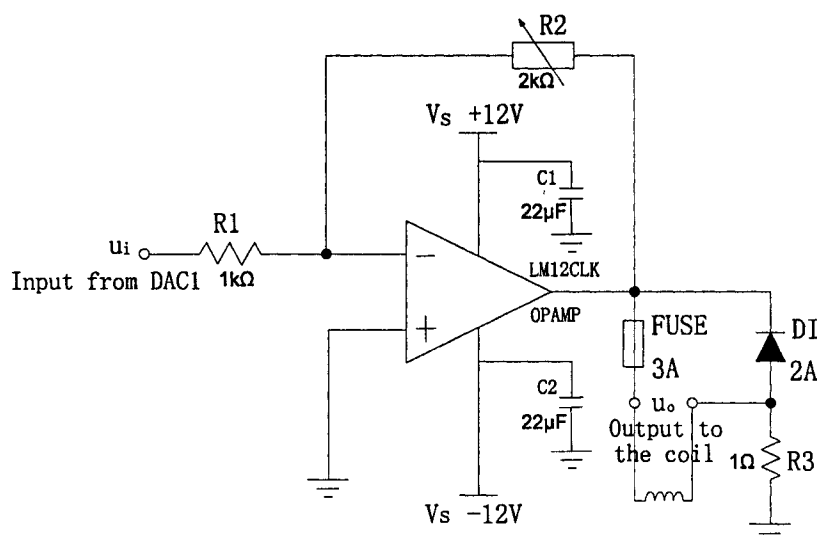 R2
2kΩ
Vs +12V
C1
22μF
R1
ui
1kΩ
Input from DAC1
−
+
LM12CLK
OPAMP
FUSE
3A
DI
2A
C2
22μF
uo
Output to
the coil
1Ω
R3
Vs -12V